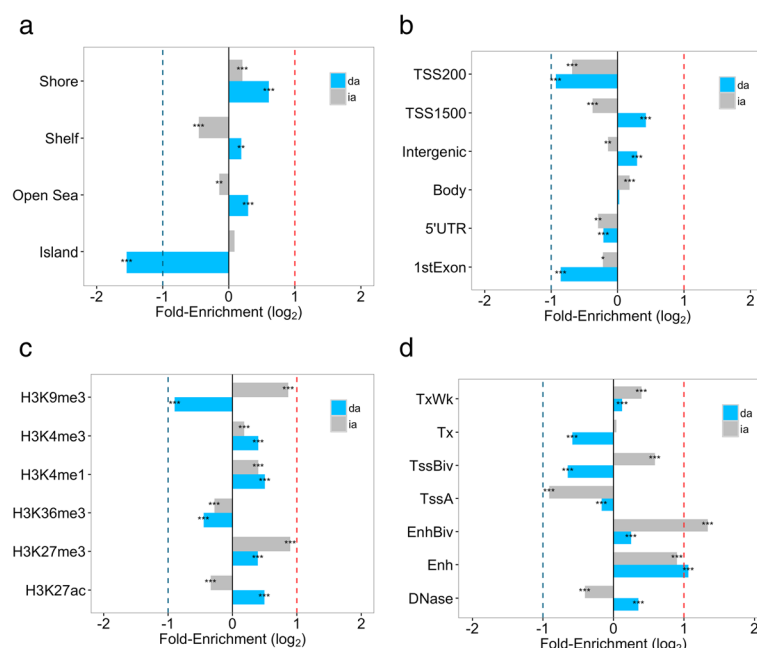 a
Shore
***
***
Shelf
***
**
Open Sea
**
***
Island
***
da
ia
-2 -1 0 1 2
Fold-Enrichment (log2)
b
TSS200
***
***
TSS1500
***
***
Intergenic
**
***
Body
***
5'UTR
**
***
1stExon
*
***
da
ia
-2 -1 0 1 2
Fold-Enrichment (log2)
c
H3K9me3
***
***
H3K4me3
***
***
H3K4me1
***
***
H3K36me3
***
***
H3K27me3
***
***
H3K27ac
***
***
da
ia
-2 -1 0 1 2
Fold-Enrichment (log2)
d
TxWk
***
***
Tx
***
TssBiv
***
***
TssA
***
***
EnhBiv
***
***
Enh
***
***
DNase
***
***
da
ia
-2 -1 0 1 2
Fold-Enrichment (log2)